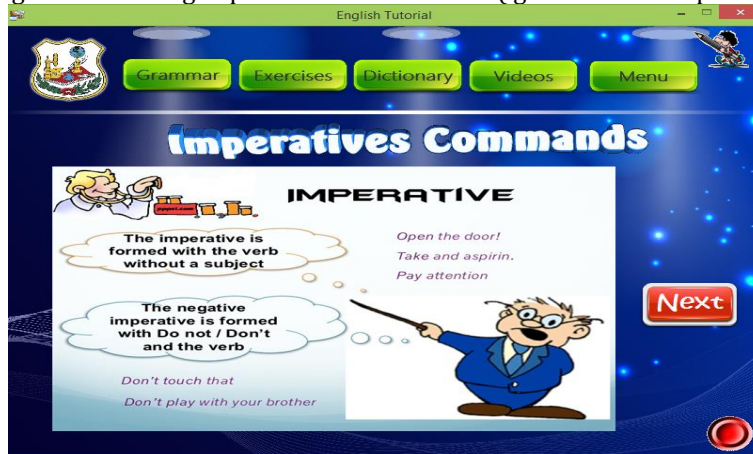 English Tutorial
Grammar Exercises Dictionary Videos Menu
Imperatives Commands
IMPERATIVE
The imperative is
formed with the verb
without a subject
Open the door!
Take and aspirin.
Pay attention
The negative
imperative is formed
with Do not / Don't
and the verb
Next
Don't touch that
Don't play with your brother